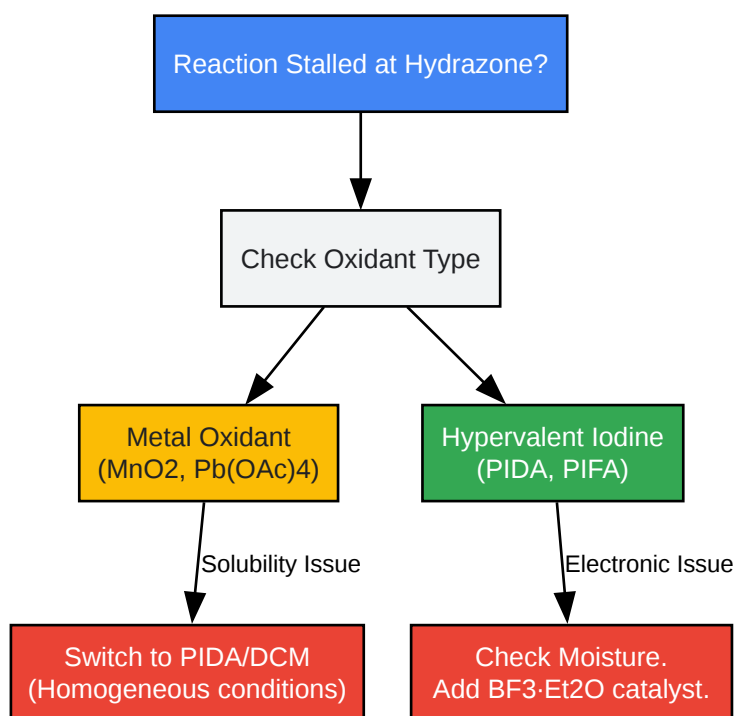 Reaction Stalled at Hydrazone?
Check Oxidant Type
Metal Oxidant
(MnO2, Pb(OAc)4)
Hypervalent Iodine
(PIDA, PIFA)
Solubility Issue
Electronic Issue
Switch to PIDA/DCM
(Homogeneous conditions)
Check Moisture.
Add BF3·Et2O catalyst.